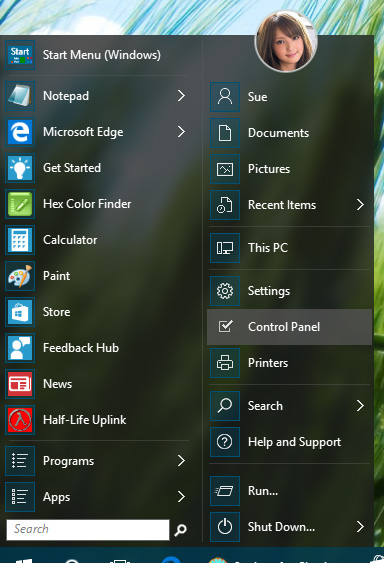 Start
Start Menu (Windows)
Notepad
Microsoft Edge
Get Started
Hex Color Finder
Calculator
Paint
Store
Feedback Hub
News
Half-Life Uplink
Programs
Apps
Search
Sue
Documents
Pictures
Recent Items
This PC
Settings
Control Panel
Printers
Search
Help and Support
Run...
Shut Down...